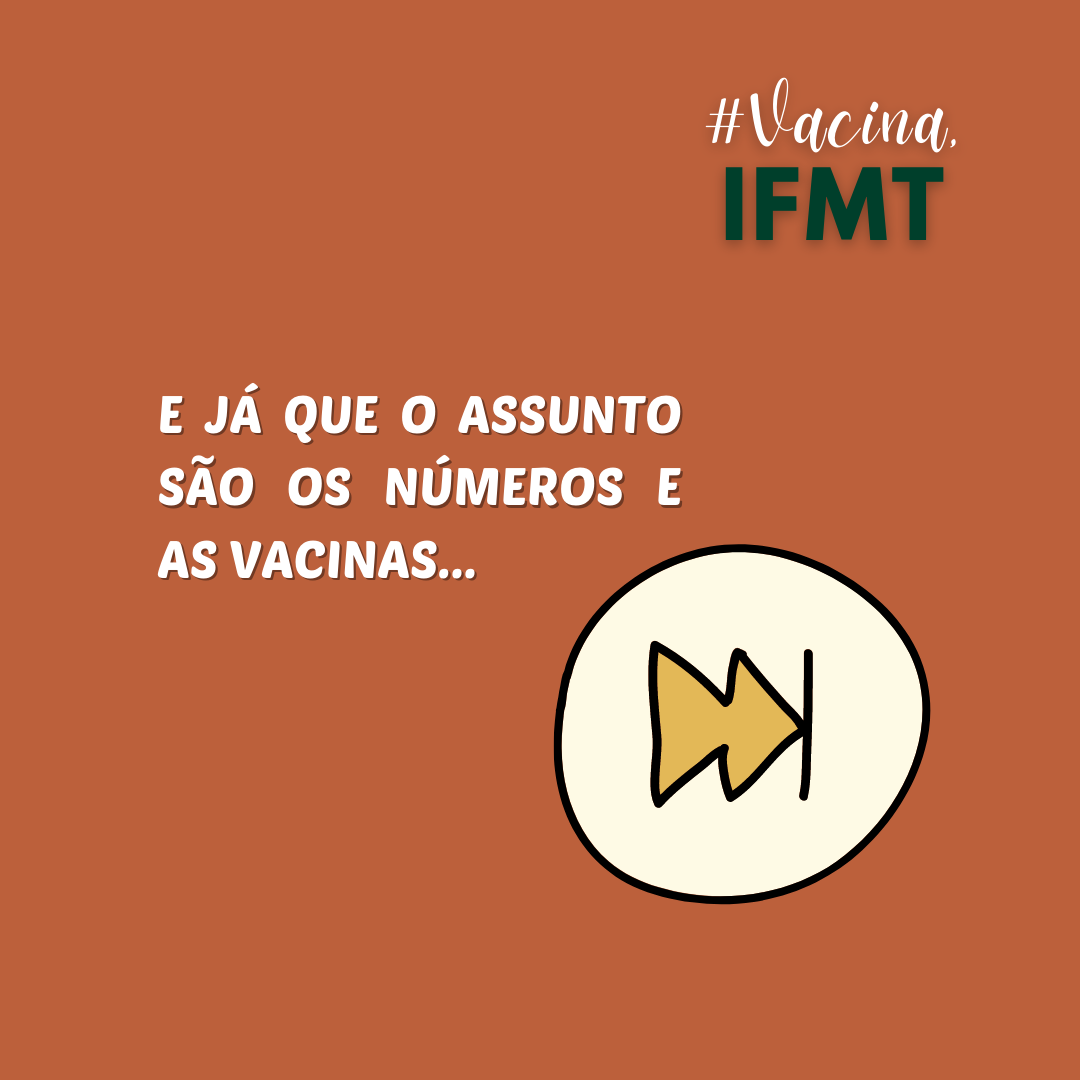 #Vacina,
IFMT
E JÁ QUE O ASSUNTO
SÃO OS NÚMEROS E
AS VACINAS...